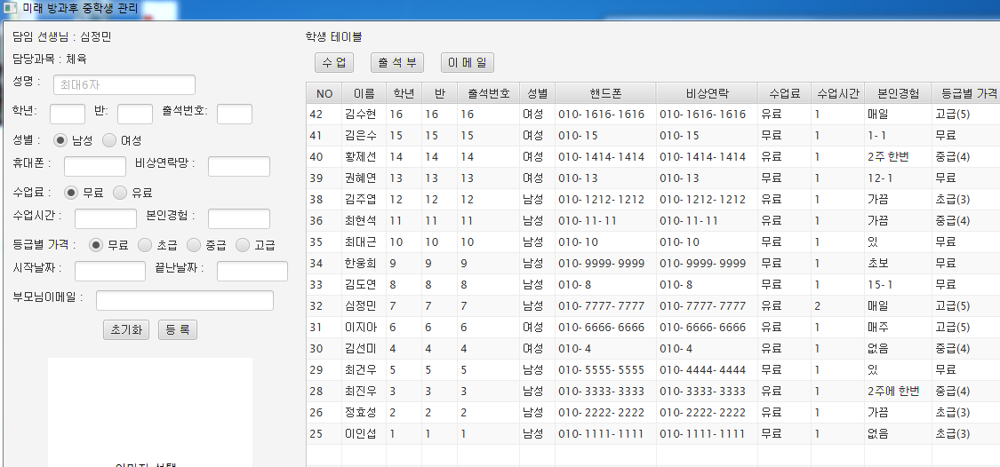 미래 방과후 중학생 관리
담임 선생님 : 심정민
담당과목 : 체육
성명 : 최대6자
학년: 반: 출석번호:
성별 : 남성 여성
휴대폰 : 비상연락망 :
수업료 : 무료 유료
수업시간 : 본인경험 :
등급별 가격 : 무료 초급 중급 고급
시작날짜 : 끝난날짜 :
부모님이메일 :
초기화 등 록
학생 테이블
수 업 출 석 부 이 메 일
NO 이름 학년 반 출석번호 성별 핸드폰 비상연락 수업료 수업시간 본인경험 등급별 가격
42 김수현 16 16 16 여성 010-1616-1616 010-1616-1616 유료 1 매일 고급(5)
41 김은수 15 15 15 여성 010-15 010-15 무료 1 1-1 무료
40 황제선 14 14 14 여성 010-1414-1414 010-1414-1414 유료 1 2주 한번 중급(4)
39 권혜연 13 13 13 여성 010-13 010-13 무료 1 12-1 무료
38 김주엽 12 12 12 남성 010-1212-1212 010-1212-1212 유료 1 가끔 초급(3)
36 최현석 11 11 11 남성 010-11-11 010-11-11 유료 1 가끔 중급(4)
35 최대근 10 10 10 남성 010-10 010-10 무료 1 있 무료
34 한웅희 9 9 9 남성 010-9999-9999 010-9999-9999 무료 1 초보 무료
33 김도연 8 8 8 남성 010-8 010-8 무료 1 15-1 무료
32 심정민 7 7 7 남성 010-7777-7777 010-7777-7777 유료 2 매일 고급(5)
31 이지아 6 6 6 여성 010-6666-6666 010-6666-6666 유료 1 매주 고급(5)
30 김선미 4 4 4 여성 010-4 010-4 유료 1 없음 중급(4)
29 최건우 5 5 5 남성 010-5555-5555 010-4444-4444 무료 1 있 무료
28 최진우 3 3 3 남성 010-3333-3333 010-3333-3333 유료 1 2주에 한번 중급(4)
26 정효성 2 2 2 남성 010-2222-2222 010-2222-2222 유료 1 가끔 초급(3)
25 이인섭 1 1 1 남성 010-1111-1111 010-1111-1111 무료 1 없음 초급(3)